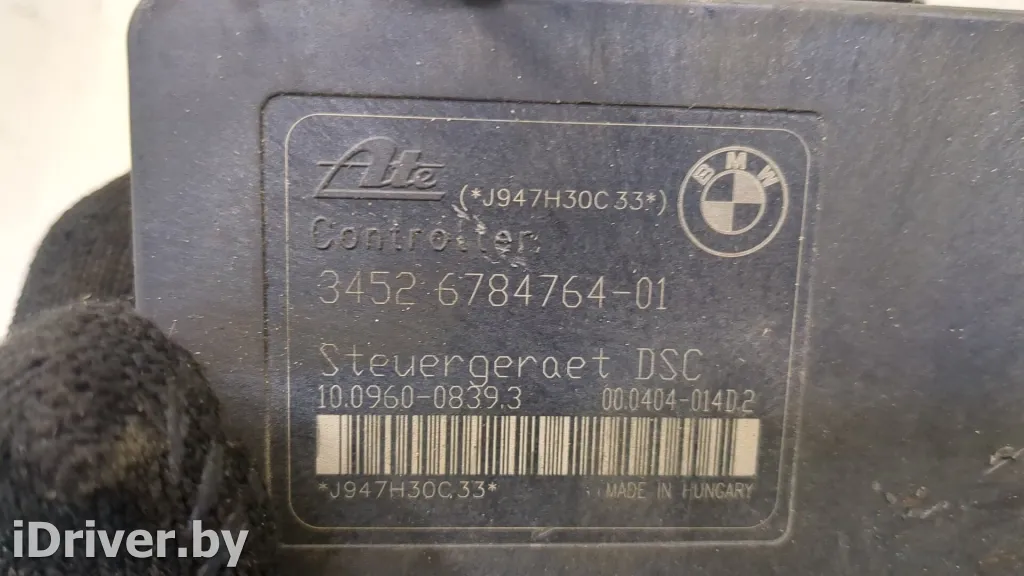 Ate
(*J947H30C33*)
BMW
Controller
3452 6784764-01
Steuergeraet DSC
10.0960-0839.3 00.0404-014D.2
*J947H30C33* MADE IN HUNGARY
iDriver.by